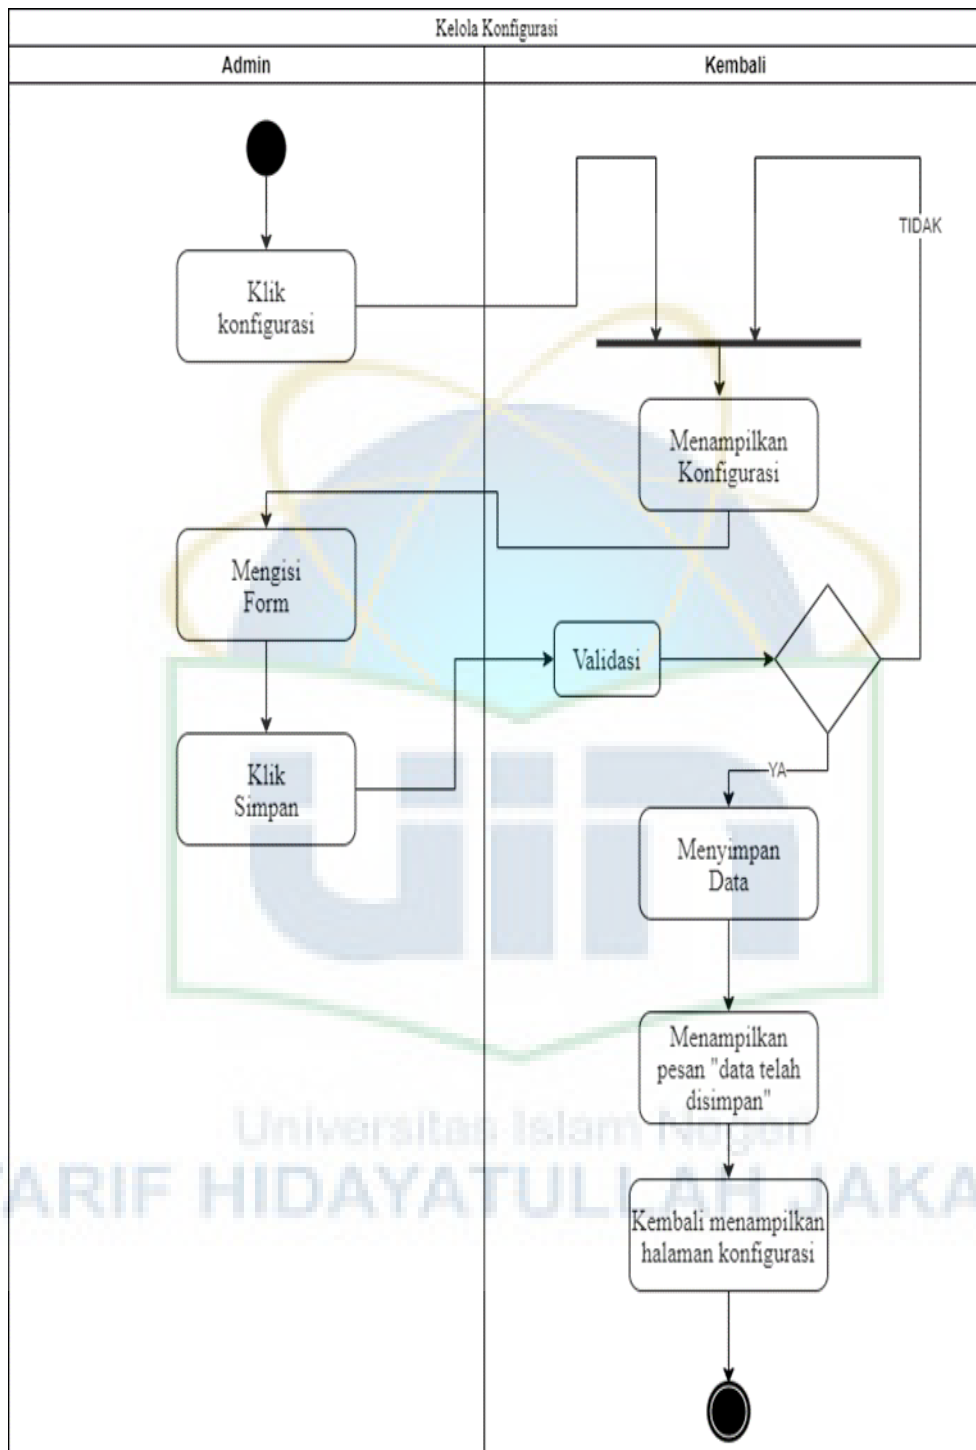 Kelola Konfigurasi
Admin
Kembali
TIDAK
Klik
konfigurasi
Menampilkan
Konfigurasi
Mengisi
Form
Validasi
Klik
Simpan
YA
Menyimpan
Data
Menampilkan
pesan "data telah
disimpan"
Universitas Islam Negeri
ARIF HIDAYATULLAH JAKA
Kembali menampilkan
halaman konfigurasi
uin